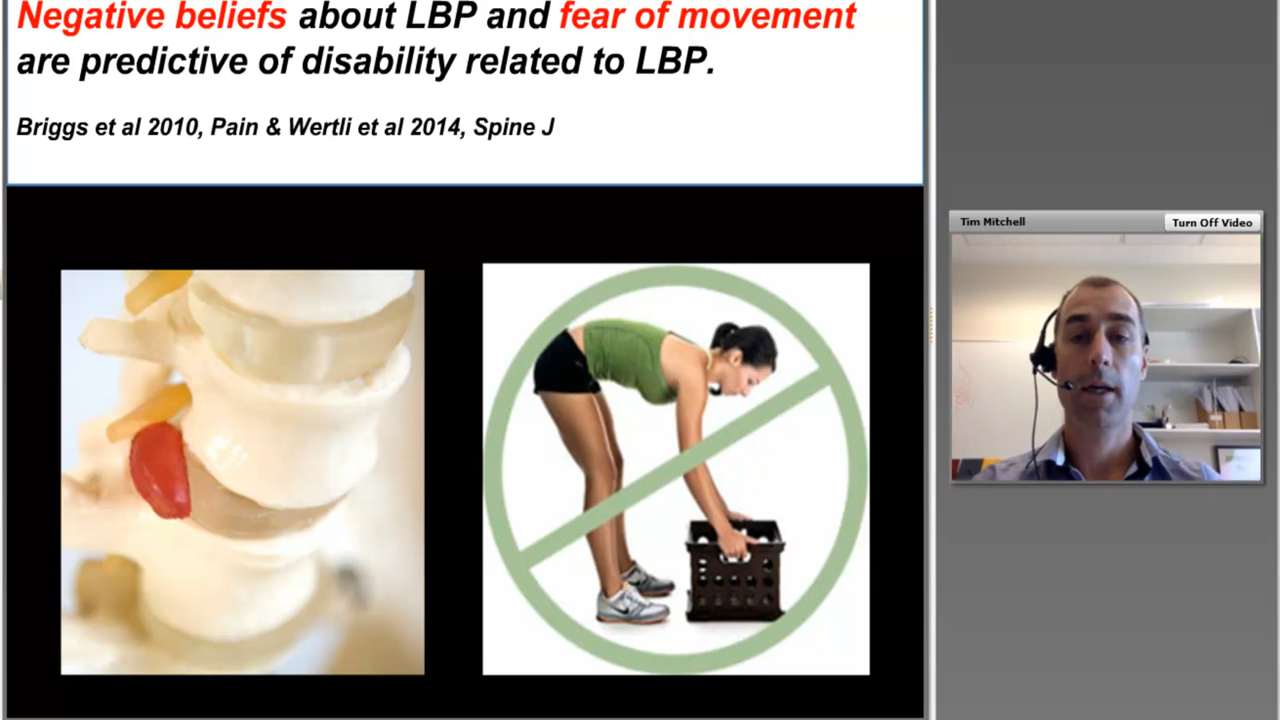 Negative beliefs about LBP and fear of movement
are predictive of disability related to LBP.
Briggs et al 2010, Pain & Wertli et al 2014, Spine J
Tim Mitchell
Turn Off Video